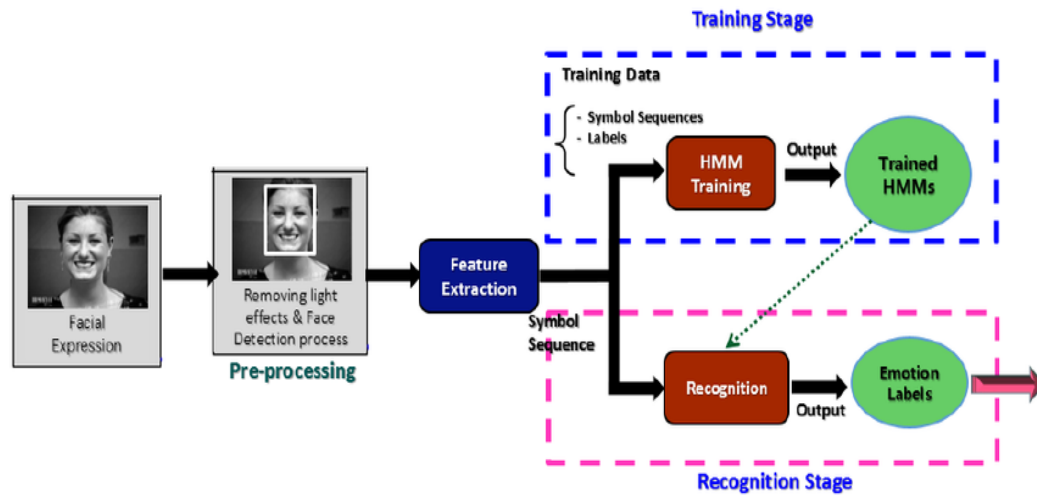 Training Stage
Training Data
- Symbol Sequences
- Labels
HMM
Training
Output
Trained
HMMs
Facial
Expression
Removing light
effects & Face
Detection process
Pre-processing
Feature
Extraction
Symbol
Sequence
Recognition
Output
Emotion
Labels
Recognition Stage